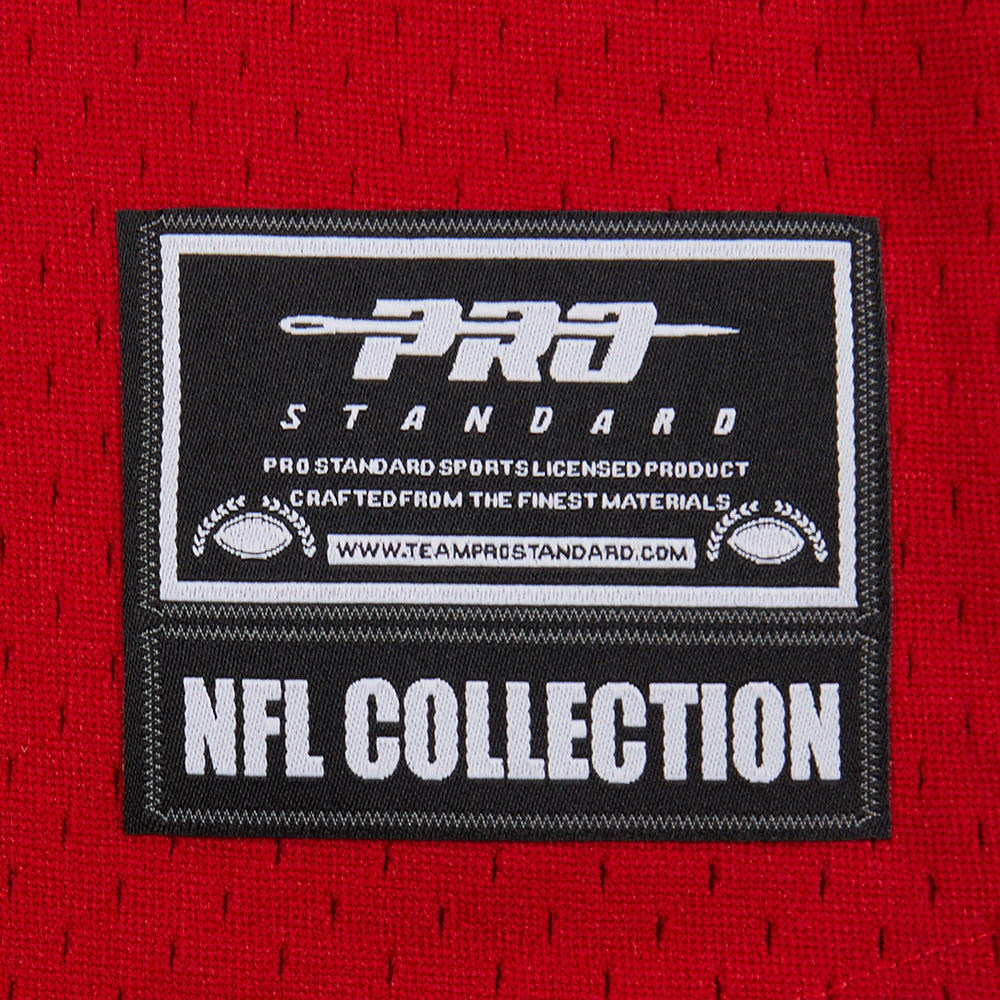 PRO
STANDARD
PRO STANDARD SPORTS LICENSED PRODUCT
CRAFTED FROM THE FINEST MATERIALS
WWW.TEAMPROSTANDARD.COM
NFL COLLECTION